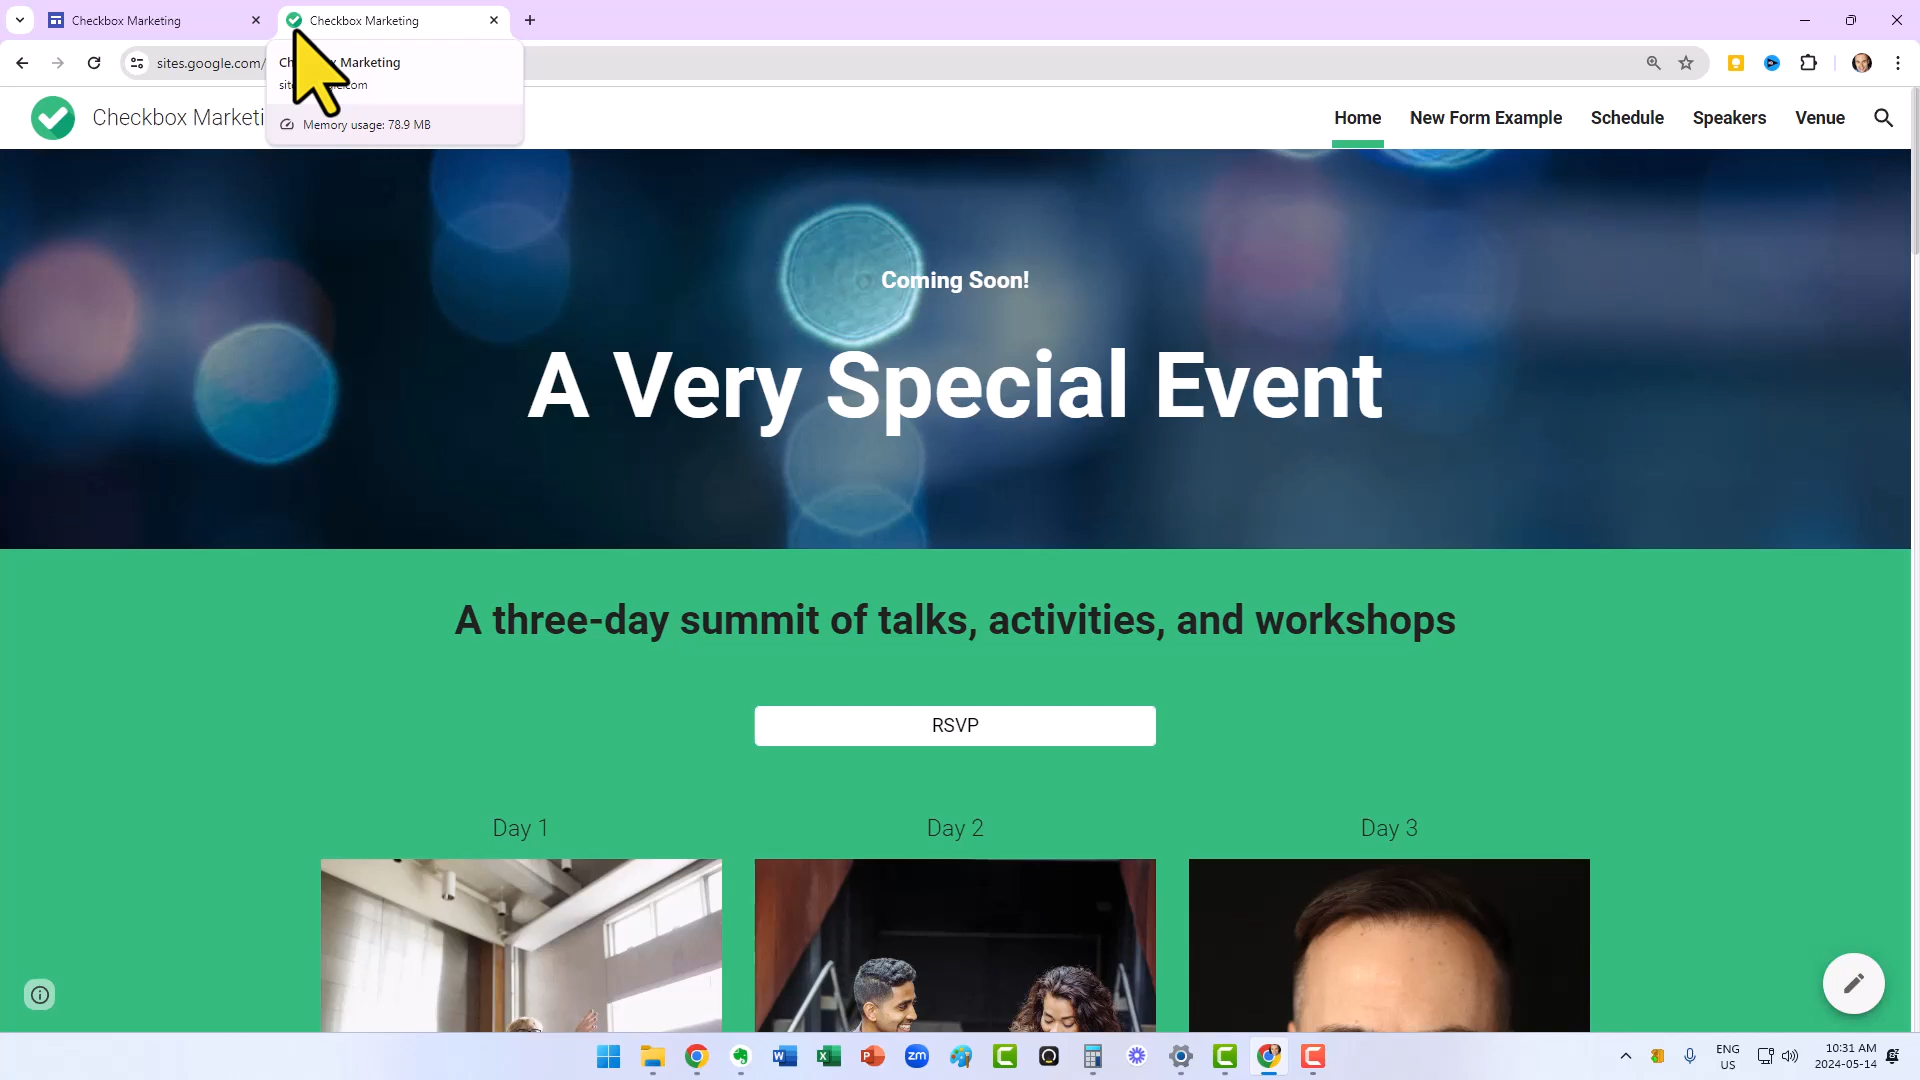 Checkbox Marketing
Checkbox Marketing
sites.google.com/
Marketing
Memory usage: 78.9 MB
Checkbox Marketi
Home
New Form Example
Schedule
Speakers
Venue
Coming Soon!
A Very Special Event
A three-day summit of talks, activities, and workshops
RSVP
Day 1
Day 2
Day 3
ENG
US
10:31 AM
2024-05-14